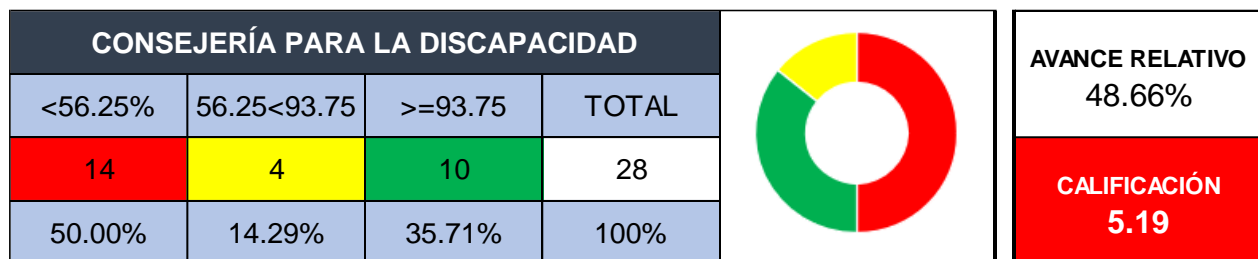 CONSEJERÍA PARA LA DISCAPACIDAD
<56.25% 56.25<93.75 >=93.75 TOTAL
14 4 10 28
50.00% 14.29% 35.71% 100%
AVANCE RELATIVO
48.66%
CALIFICACIÓN
5.19